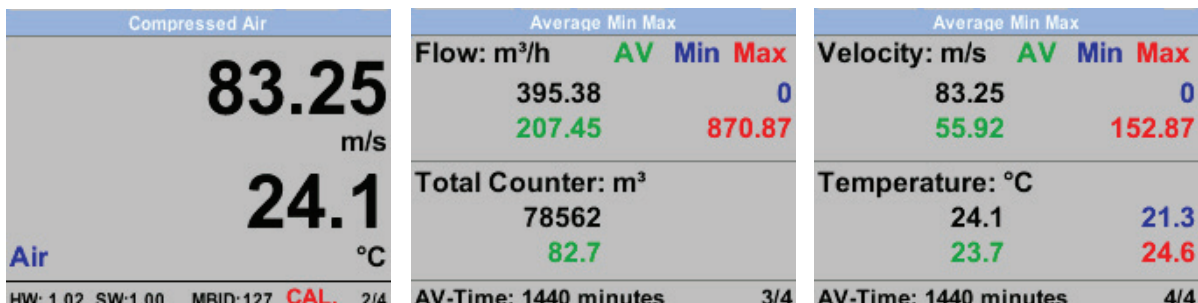 Compressed Air
83.25
m/s
24.1
°C
Air
HW: 1.02 SW:1.00 MBID:127 CAL. 2/4
Average Min Max
Flow: m³/h AV Min Max
395.38 0
207.45 870.87
Total Counter: m³
78562
82.7
AV-Time: 1440 minutes 3/4
Average Min Max
Velocity: m/s AV Min Max
83.25 0
55.92 152.87
Temperature: °C
24.1 21.3
23.7 24.6
AV-Time: 1440 minutes 4/4